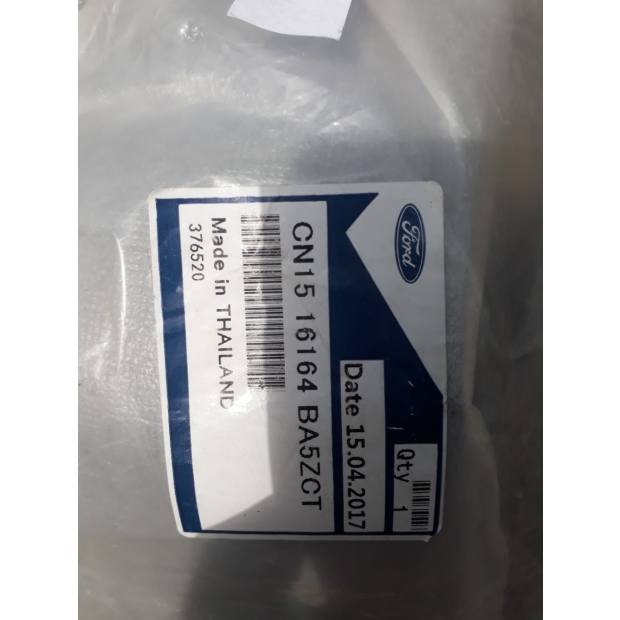 Ford
Qty 1
Date 15.04.2017
CN15 16164 BA5ZCT
Made in THAILAND
376520